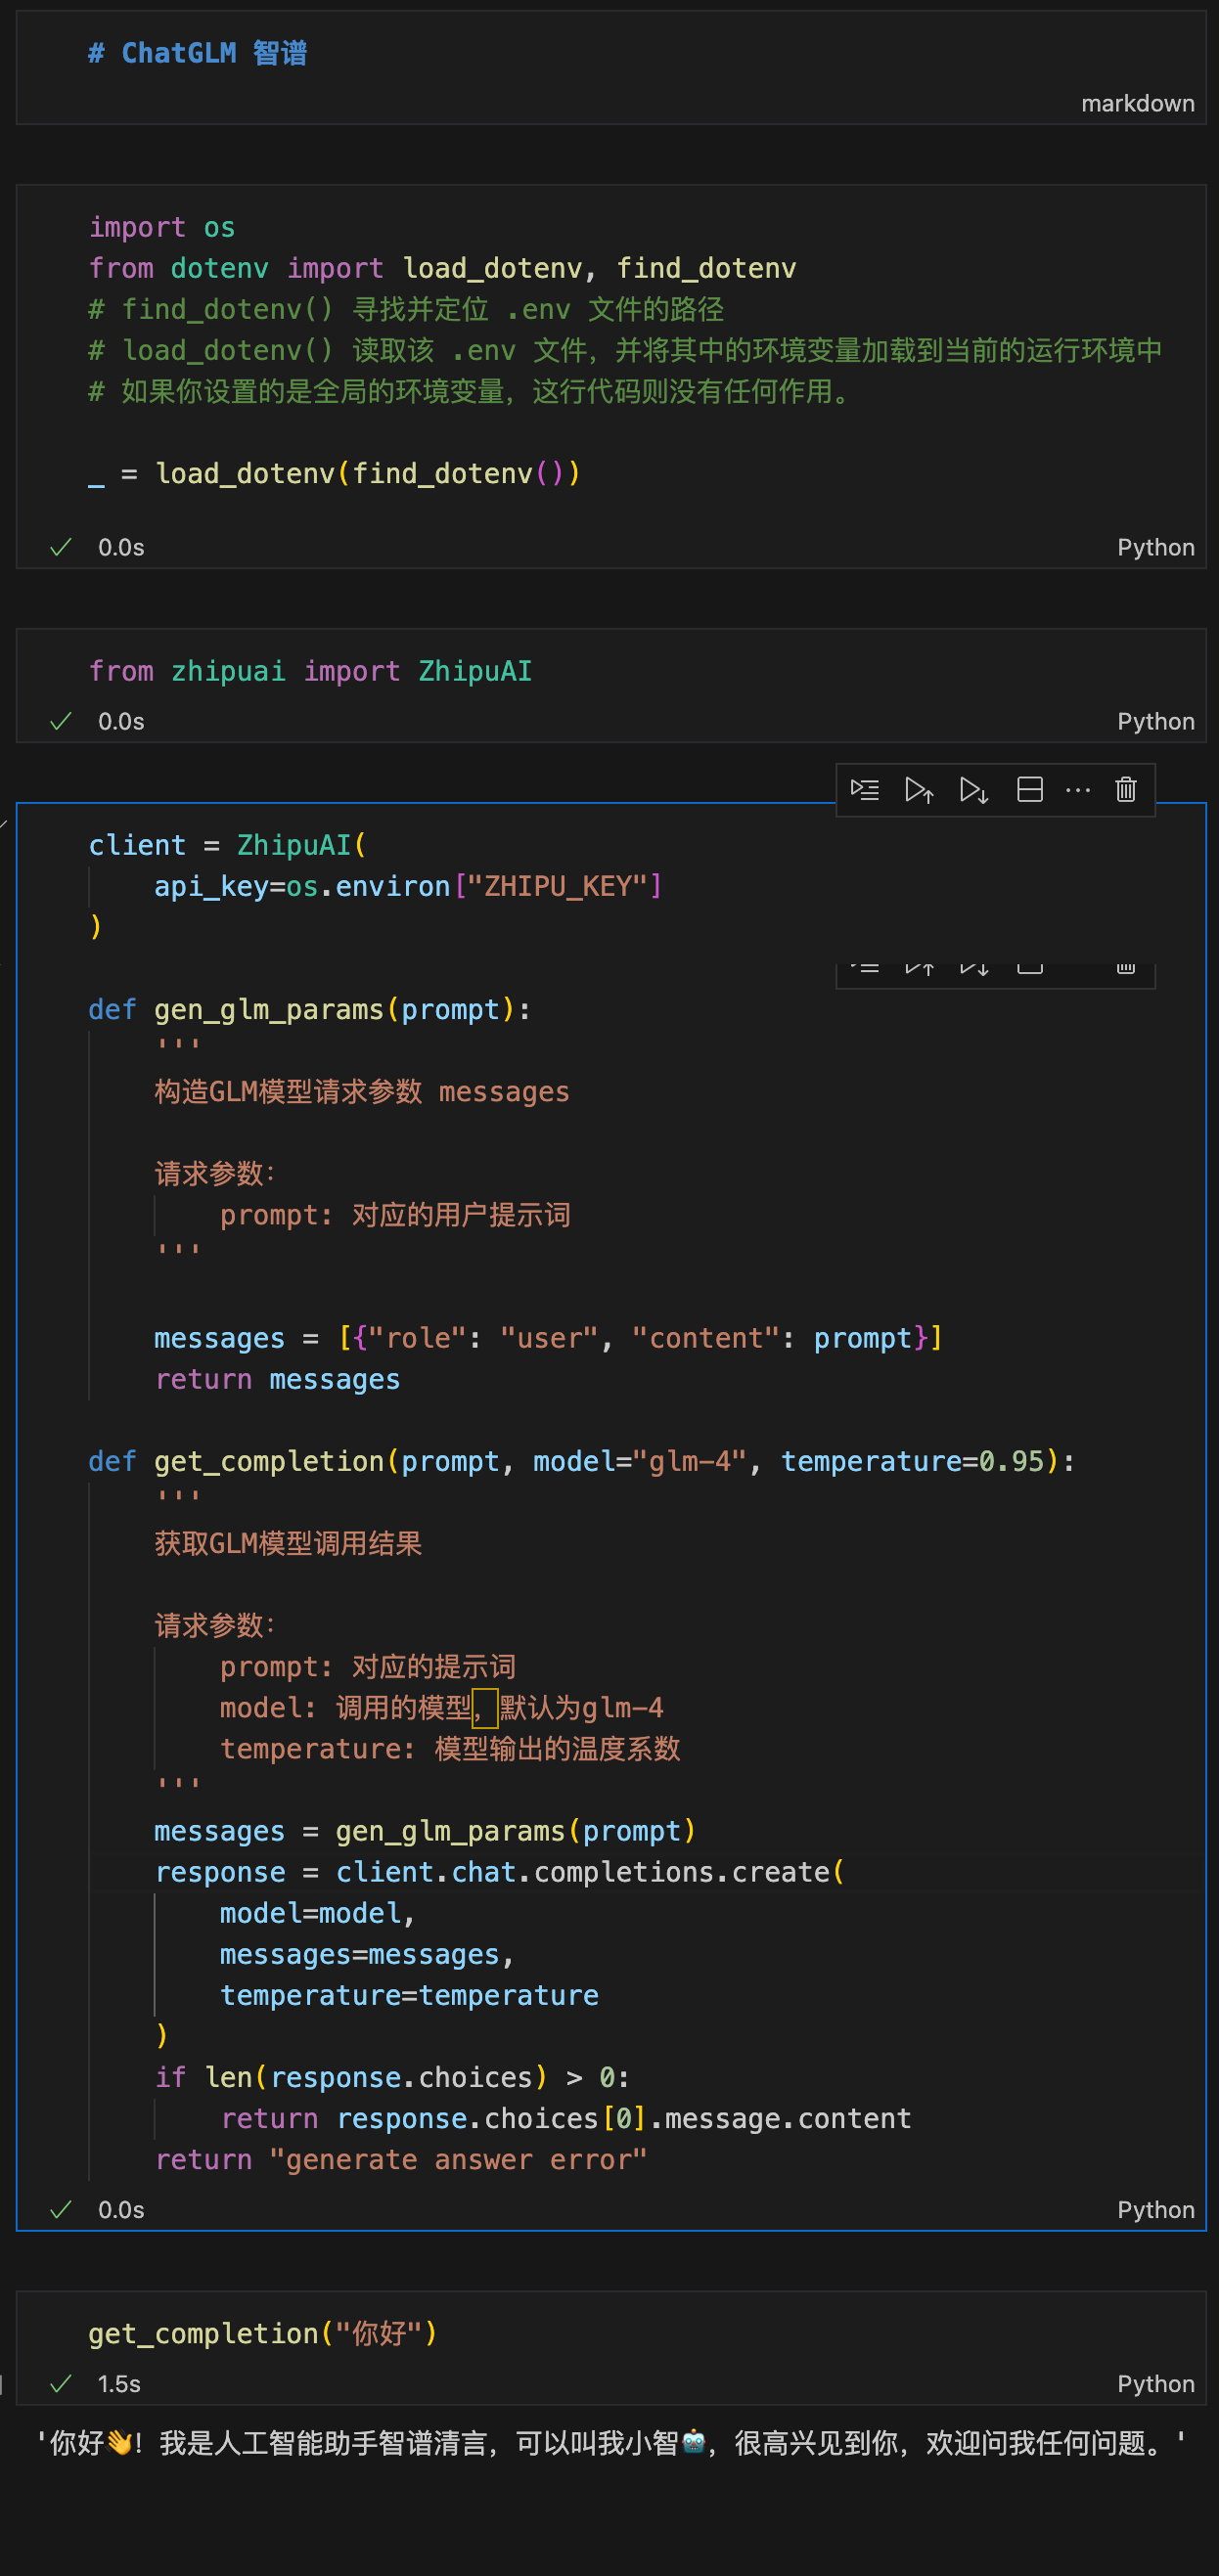 # ChatGLM 智谱
markdown
import os
from dotenv import load_dotenv, find_dotenv
# find_dotenv() 寻找并定位 .env 文件的路径
# load_dotenv() 读取该 .env 文件，并将其中的环境变量加载到当前的运行环境中
# 如果你设置的是全局的环境变量，这行代码则没有任何作用。
_ = load_dotenv(find_dotenv())
0.0s
Python
from zhipuai import ZhipuAI
0.0s
Python
client = ZhipuAI(
    api_key=os.environ["ZHIPU_KEY"]
)
def gen_glm_params(prompt):
    '''
    构造GLM模型请求参数 messages
    请求参数：
        prompt: 对应的用户提示词
    '''
    messages = [{"role": "user", "content": prompt}]
    return messages
def get_completion(prompt, model="glm-4", temperature=0.95):
    '''
    获取GLM模型调用结果
    请求参数：
        prompt: 对应的提示词
        model: 调用的模型，默认为glm-4
        temperature: 模型输出的温度系数
    '''
    messages = gen_glm_params(prompt)
    response = client.chat.completions.create(
        model=model,
        messages=messages,
        temperature=temperature
    )
    if len(response.choices) > 0:
        return response.choices[0].message.content
    return "generate answer error"
0.0s
Python
get_completion("你好")
1.5s
Python
'你好👋！我是人工智能助手智谱清言，可以叫我小智🤖，很高兴见到你，欢迎问我任何问题。'